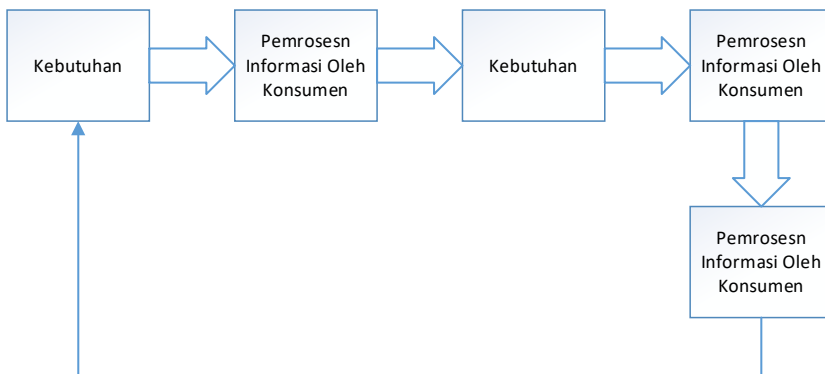 Kebutuhan
Pemrosesn
Informasi Oleh
Konsumen
Kebutuhan
Pemrosesn
Informasi Oleh
Konsumen
Pemrosesn
Informasi Oleh
Konsumen